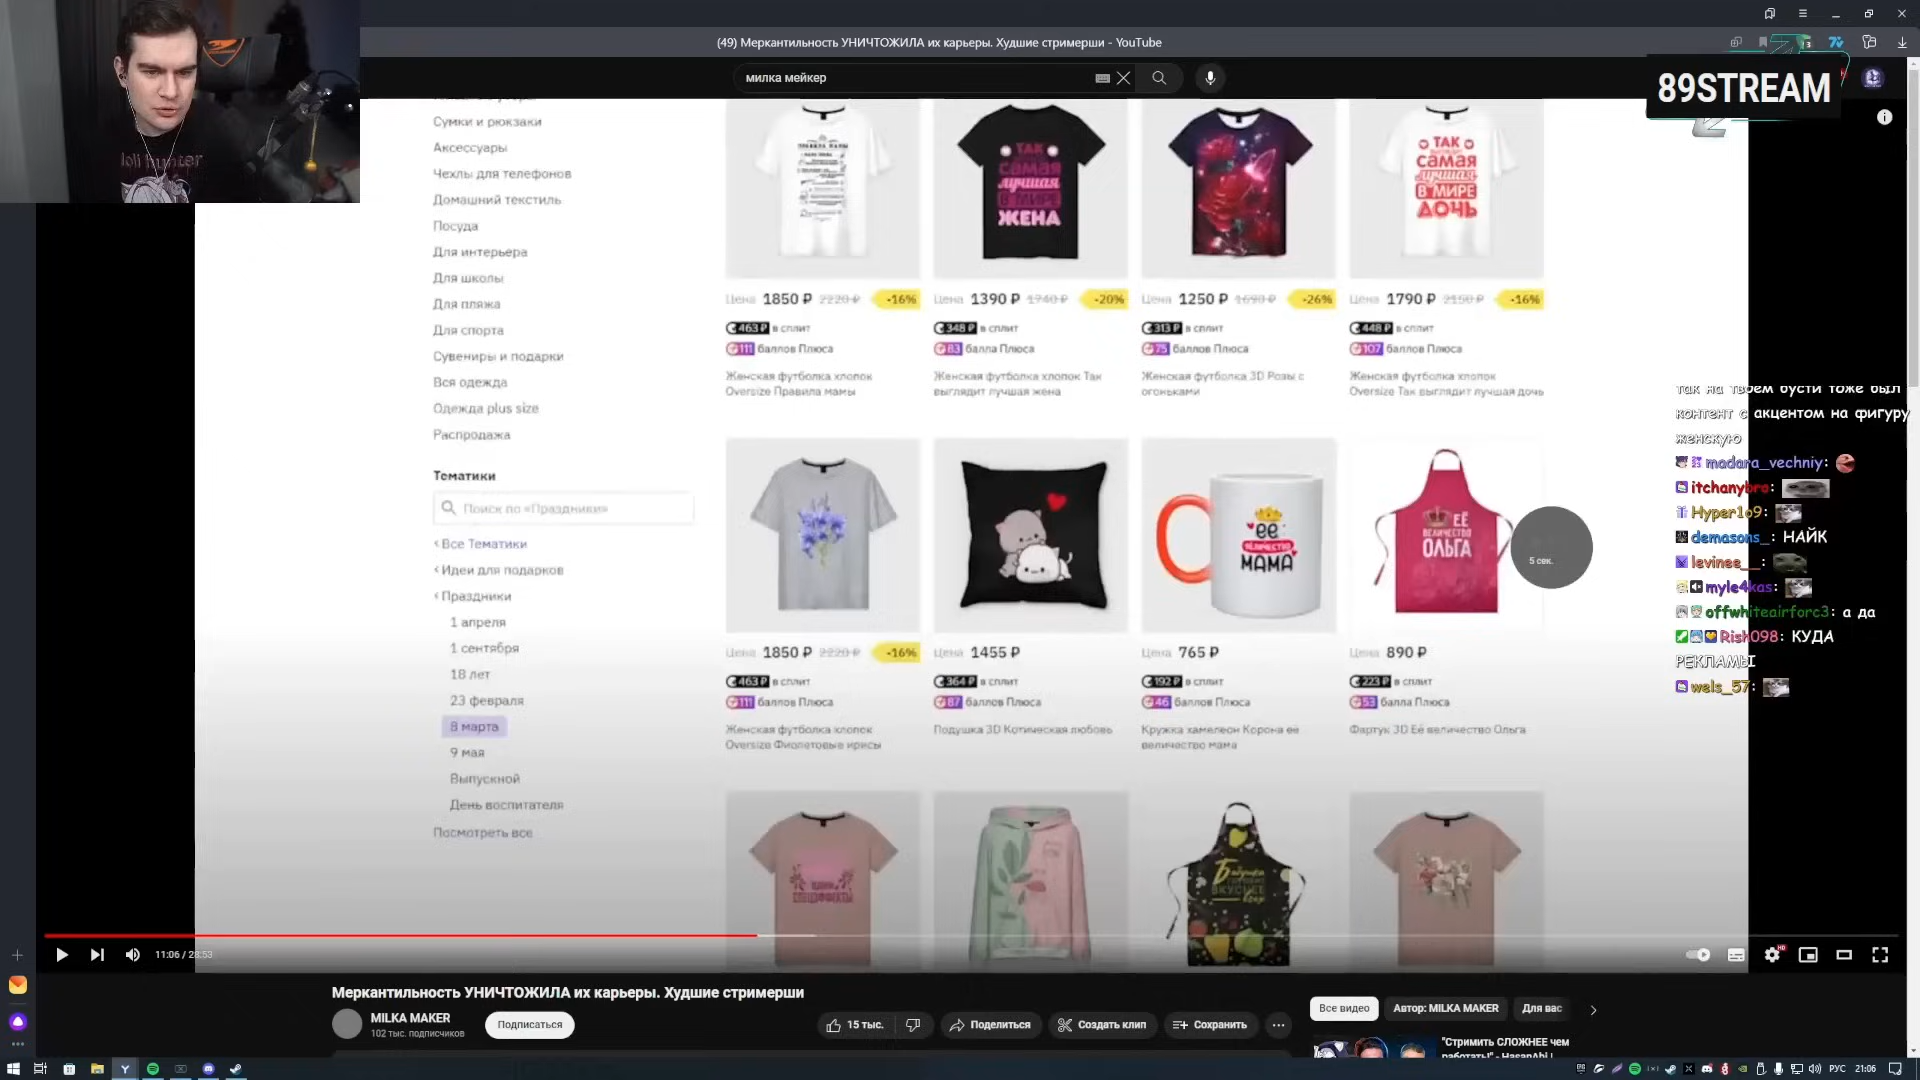 (49) Меркантильность УНИЧТОЖИЛА их карьеры. Худшие стримерши - YouTube
милка мейкер
89STREAM
loli hunter
Сумки и рюкзаки
Аксессуары
Чехлы для телефонов
Домашний текстиль
Посуда
Для интерьера
Для школы
Для пляжа
Для спорта
Сувениры и подарки
Вся одежда
Одежда plus size
Распродажа
Тематики
Поиск по «Праздники»
Все Тематики
Идеи для подарков
Праздники
1 апреля
1 сентября
18 лет
23 февраля
8 марта
9 мая
Выпускной
День воспитателя
Посмотреть все
ПРАВИЛА МАМЫ
ТАК
САМАЯ
лучшая
В МИРЕ
ЖЕНА
ТАК
САМАЯ
лучшая
В МИРЕ
ДОЧЬ
Цена 1850 ₽ 2220 ₽ -16%
463 ₽ в сплит
111 баллов Плюса
Женская футболка хлопок
Oversize Правила мамы
Цена 1390 ₽ 1740 ₽ -20%
348 ₽ в сплит
83 балла Плюса
Женская футболка хлопок Так
выглядит лучшая жена
Цена 1250 ₽ 1690 ₽ -26%
313 ₽ в сплит
75 баллов Плюса
Женская футболка 3D Розы с
огоньками
Цена 1790 ₽ 2150 ₽ -16%
448 ₽ в сплит
107 баллов Плюса
Женская футболка хлопок
Oversize Так выглядит лучшая дочь
ее
ВЕЛИЧЕСТВО
МАМА
ЕЁ
ВЕЛИЧЕСТВО
ОЛЬГА
5 сек.
Цена 1850 ₽ 2220 ₽ -16%
463 ₽ в сплит
111 баллов Плюса
Женская футболка хлопок
Oversize Фиолетовые ирисы
Цена 1455 ₽
364 ₽ в сплит
87 баллов Плюса
Подушка 3D Котическая любовь
Цена 765 ₽
192 ₽ в сплит
46 баллов Плюса
Кружка хамелеон Корона ее
величество мама
Цена 890 ₽
223 ₽ в сплит
53 балла Плюса
Фартук 3D Её величество Ольга
СПЕЦЭФФЕКТЫ
Бабушка
ВКУСНЕЕ
всех
так на твоем бусти тоже был
контент с акцентом на фигуру
женскую
madara_vechniy:
itchanybro:
Hyper1o9:
demasons_: НАЙК
levinee__:
myle4kas:
offwhiteairforc3: а да
Rish098: КУДА
РЕКЛАМЫ
wels_57:
11:06 / 28:53
HD
Меркантильность УНИЧТОЖИЛА их карьеры. Худшие стримерши
MILKA MAKER
102 тыс. подписчиков
Подписаться
15 тыс.
Поделиться
Создать клип
Сохранить
Все видео
Автор: MILKA MAKER
Для вас
"Стримить СЛОЖНЕЕ чем
работать!" - HasanAbi |
РУС
21:06